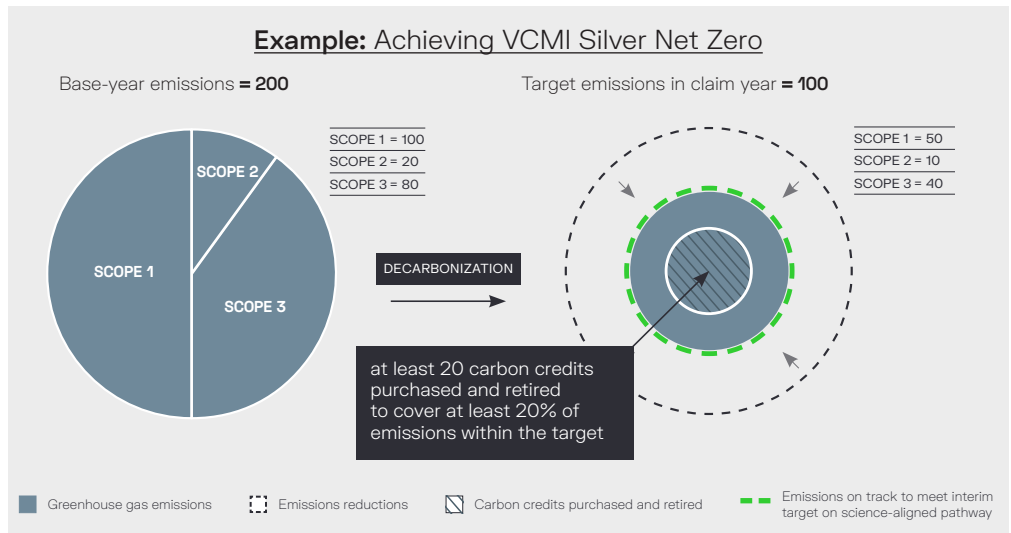 Example: Achieving VCMI Silver Net Zero
Base-year emissions = 200
Target emissions in claim year = 100
SCOPE 1 = 100
SCOPE 2 = 20
SCOPE 3 = 80
SCOPE 1 = 50
SCOPE 2 = 10
SCOPE 3 = 40
SCOPE 2
SCOPE 1
SCOPE 3
DECARBONIZATION
at least 20 carbon credits
purchased and retired
to cover at least 20% of
emissions within the target
Greenhouse gas emissions
Emissions reductions
Carbon credits purchased and retired
Emissions on track to meet interim
target on science-aligned pathway